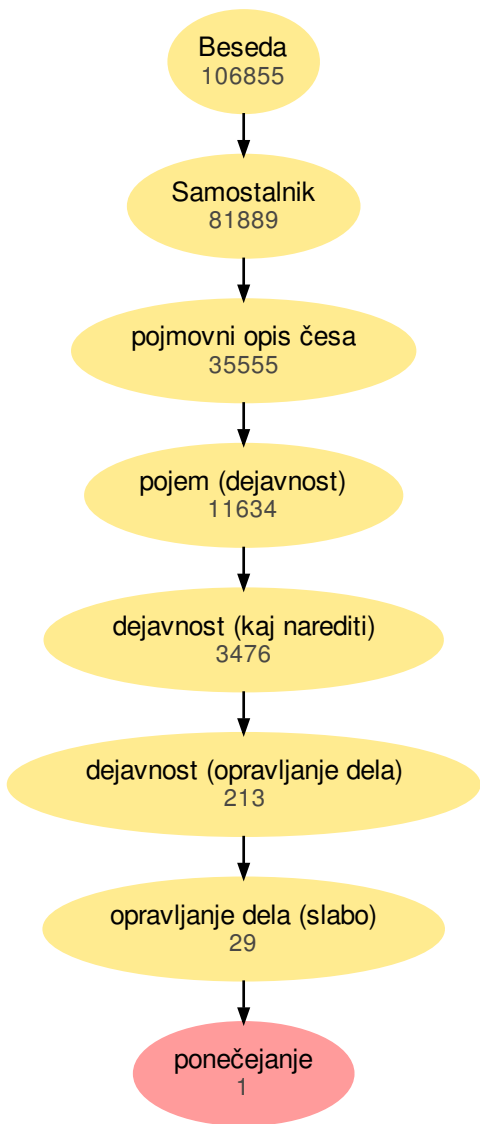 Beseda
106855
Samostalnik
81889
pojmovni opis česa
35555
pojem (dejavnost)
11634
dejavnost (kaj narediti)
3476
dejavnost (opravljanje dela)
213
opravljanje dela (slabo)
29
ponečejanje
1